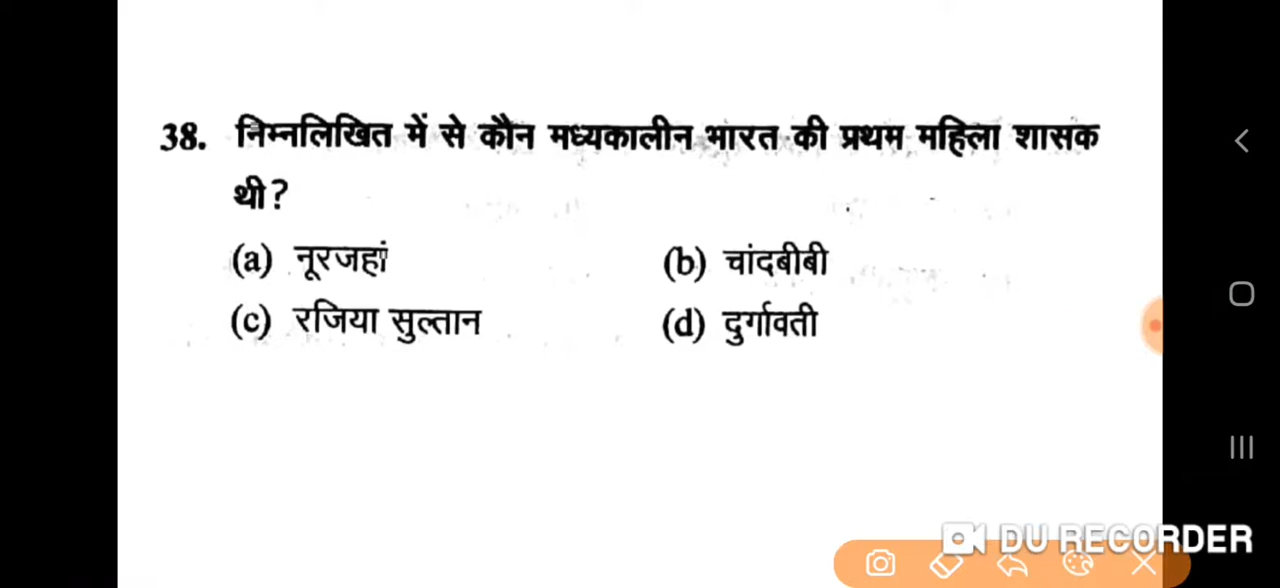 38. निम्नलिखित में से कौन मध्यकालीन भारत की प्रथम महिला शासक
थी?
(a) नूरजहां (b) चांदबीबी
(c) रजिया सुल्तान (d) दुर्गावती
DU RECORDER